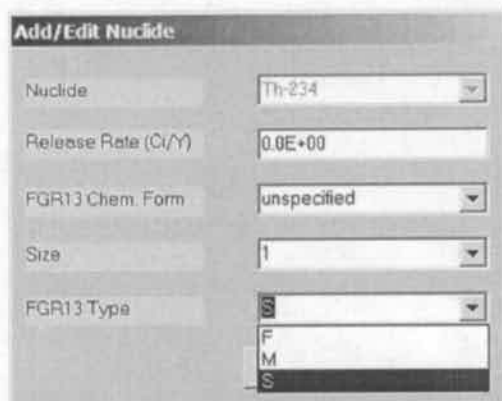 Add/Edit Nuclide
Nuclide Th-234
Release Rate (Ci/Y) 0.0E+00
FGR13 Chem. Form unspecified
Size 1
FGR13 Type S
F
M
S